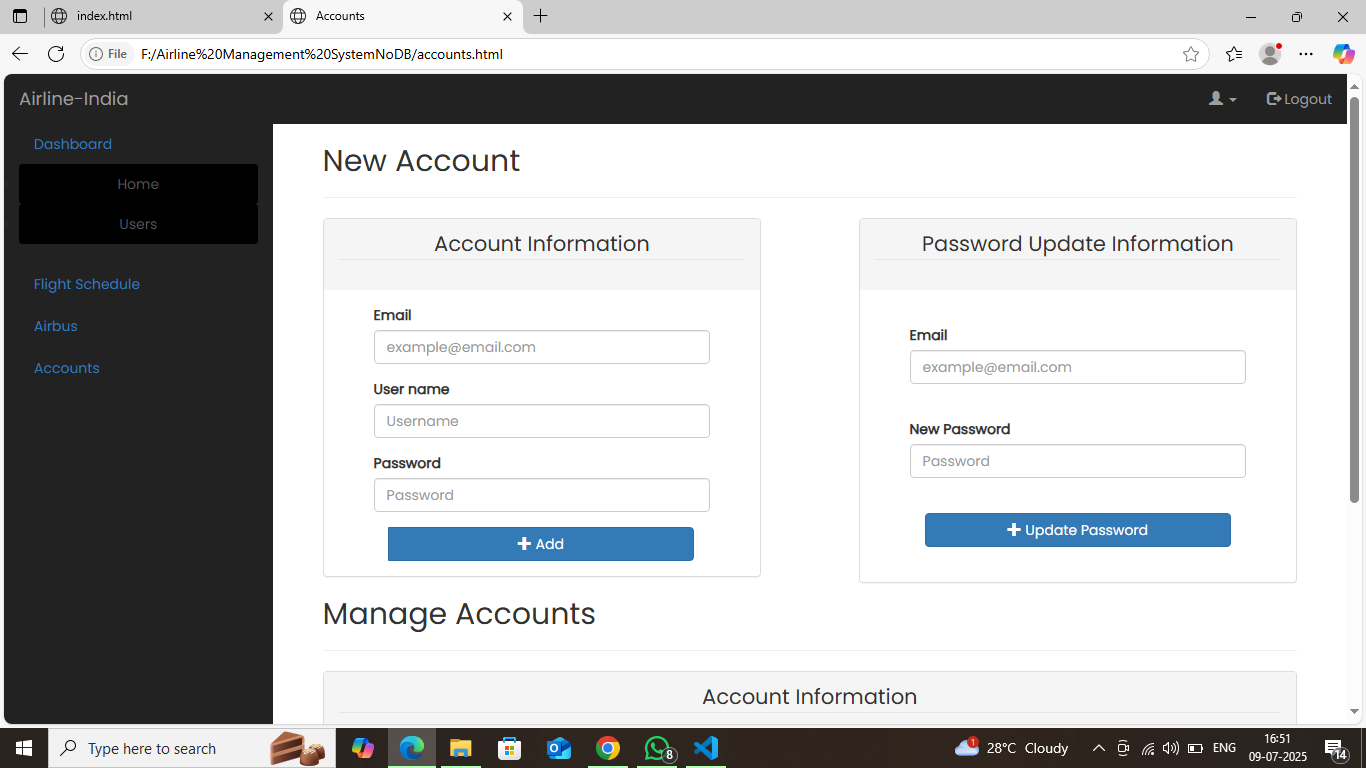 index.html
Accounts
File F:/Airline%20Management%20SystemNoDB/accounts.html
Airline-India
Logout
Dashboard
Home
Users
Flight Schedule
Airbus
Accounts
New Account
Account Information
Email
example@email.com
User name
Username
Password
Password
Add
Password Update Information
Email
example@email.com
New Password
Password
Update Password
Manage Accounts
Account Information
Type here to search
8
1
28°C Cloudy
ENG
16:51
09-07-2025
14